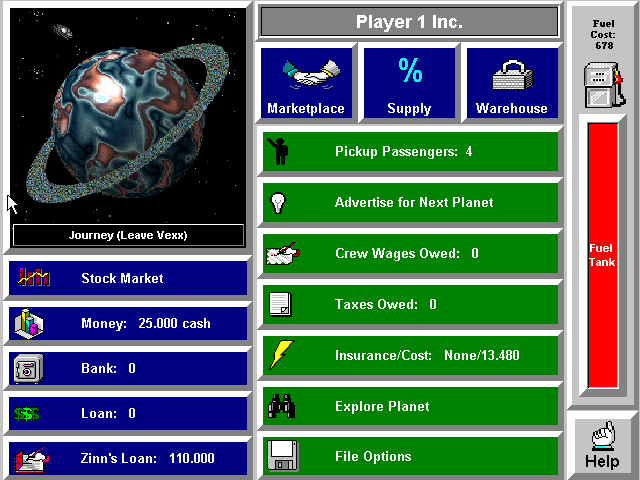 Player 1 Inc.
Fuel
Cost:
678
Marketplace
%
Supply
Warehouse
Pickup Passengers: 4
Advertise for Next Planet
Journey (Leave Vexx)
Crew Wages Owed: 0
Fuel
Tank
Stock Market
Taxes Owed: 0
Money: 25.000 cash
Insurance/Cost: None/13.480
Bank: 0
Explore Planet
Loan: 0
$$$
Zinn's Loan: 110.000
File Options
Help